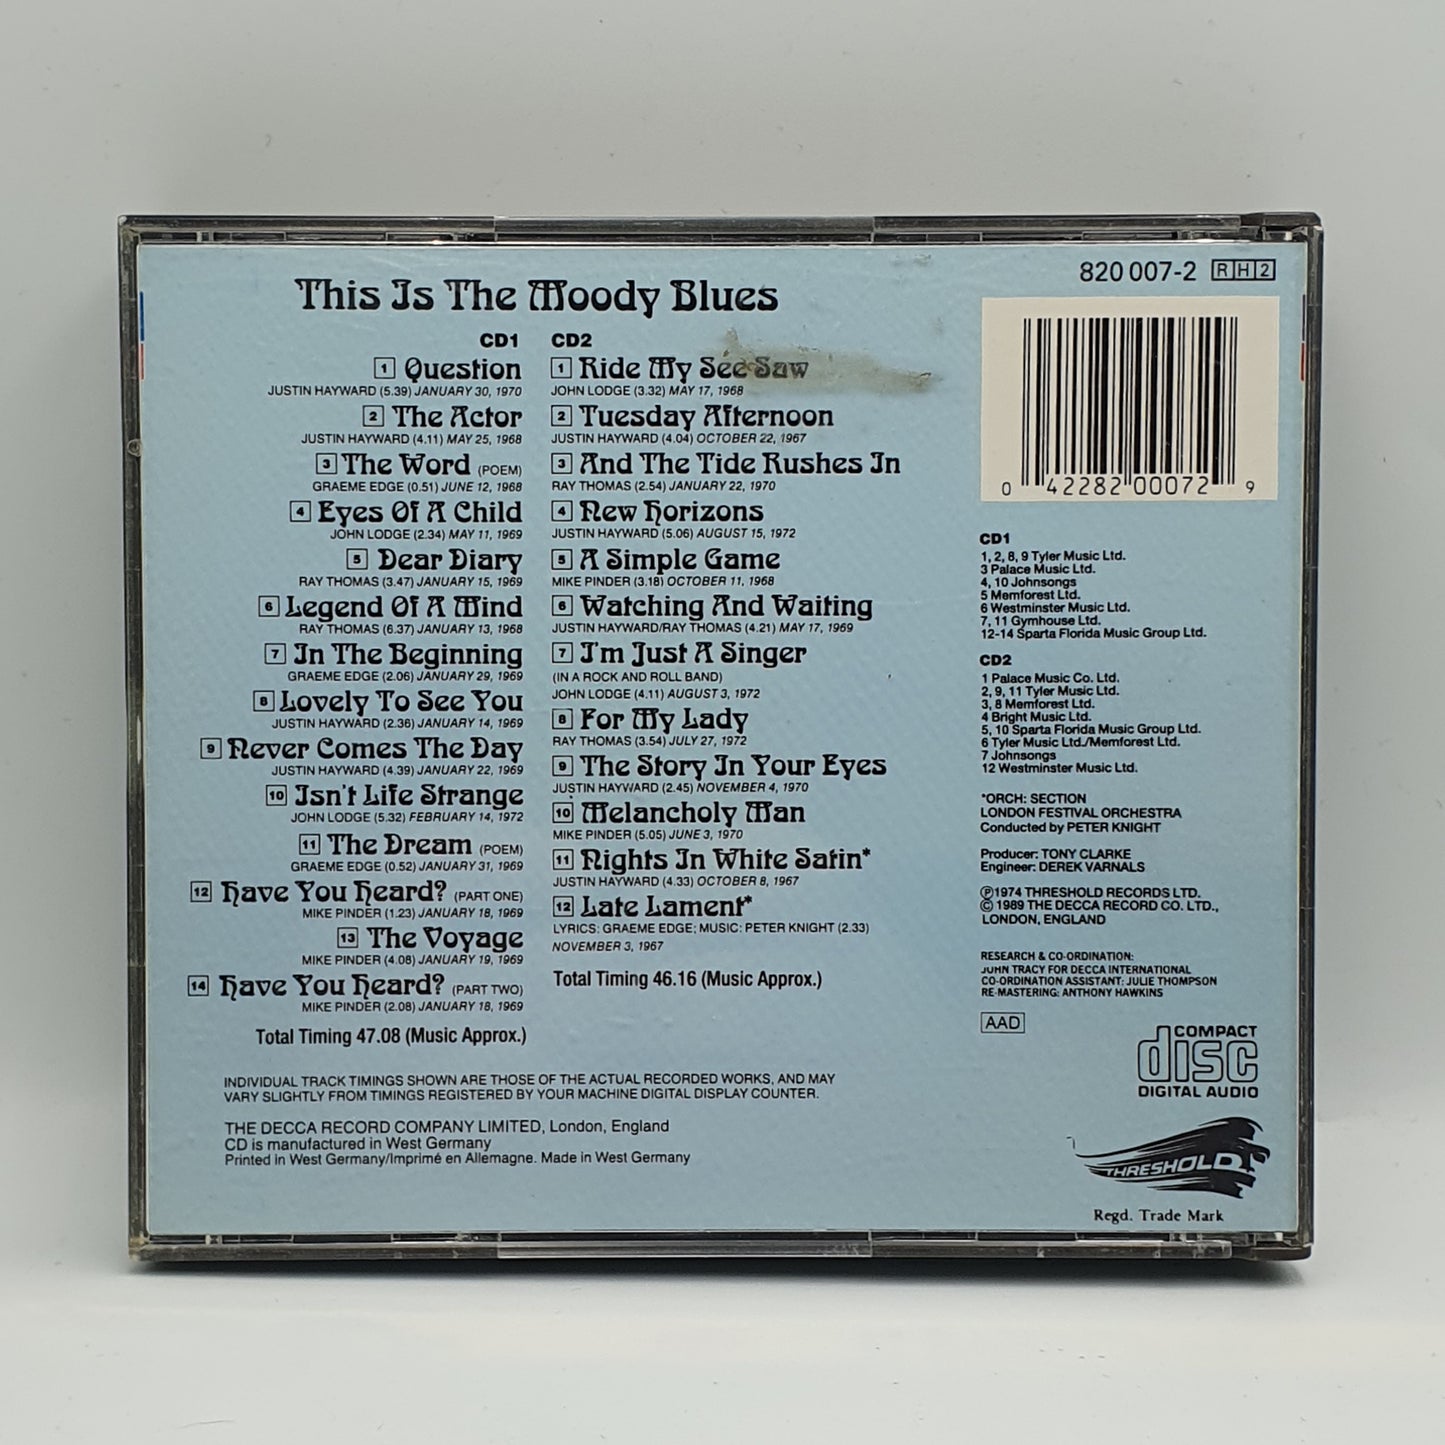 820 007-2 RH2
This Is The Moody Blues
CD1
1 Question
JUSTIN HAYWARD (5.39) JANUARY 30, 1970
2 The Actor
JUSTIN HAYWARD (4.11) MAY 25, 1968
3 The Word (POEM)
GRAEME EDGE (0.51) JUNE 12, 1968
4 Eyes Of A Child
JOHN LODGE (2.34) MAY 11, 1969
5 Dear Diary
RAY THOMAS (3.47) JANUARY 15, 1969
6 Legend Of A Mind
RAY THOMAS (6.37) JANUARY 13, 1968
7 In The Beginning
GRAEME EDGE (2.06) JANUARY 29, 1969
8 Lovely To See You
JUSTIN HAYWARD (2.36) JANUARY 14, 1969
9 Never Comes The Day
JUSTIN HAYWARD (4.39) JANUARY 22, 1969
10 Isn't Life Strange
JOHN LODGE (5.32) FEBRUARY 14, 1972
11 The Dream (POEM)
GRAEME EDGE (0.52) JANUARY 31, 1969
12 Have You Heard? (PART ONE)
MIKE PINDER (1.23) JANUARY 18, 1969
13 The Voyage
MIKE PINDER (4.08) JANUARY 19, 1969
14 Have You Heard? (PART TWO)
MIKE PINDER (2.08) JANUARY 18, 1969
Total Timing 47.08 (Music Approx.)
CD2
1 Ride My See Saw
JOHN LODGE (3.32) MAY 17, 1968
2 Tuesday Afternoon
JUSTIN HAYWARD (4.04) OCTOBER 22, 1967
3 And The Tide Rushes In
RAY THOMAS (2.54) JANUARY 22, 1970
4 New Horizons
JUSTIN HAYWARD (5.06) AUGUST 15, 1972
5 A Simple Game
MIKE PINDER (3.18) OCTOBER 11, 1968
6 Watching And Waiting
JUSTIN HAYWARD/RAY THOMAS (4.21) MAY 17, 1969
7 I'm Just A Singer
(IN A ROCK AND ROLL BAND)
JOHN LODGE (4.11) AUGUST 3, 1972
8 For My Lady
RAY THOMAS (3.54) JULY 27, 1972
9 The Story In Your Eyes
JUSTIN HAYWARD (2.45) NOVEMBER 4, 1970
10 Melancholy Man
MIKE PINDER (5.05) JUNE 3, 1970
11 Nights In White Satin*
JUSTIN HAYWARD (4.33) OCTOBER 8, 1967
12 Late Lament*
LYRICS: GRAEME EDGE; MUSIC: PETER KNIGHT (2.33)
NOVEMBER 3, 1967
Total Timing 46.16 (Music Approx.)
0 42282 00072 9
CD1
1, 2, 8, 9 Tyler Music Ltd.
3 Palace Music Ltd.
4, 10 Johnsongs
5 Memforest Ltd.
6 Westminster Music Ltd.
7, 11 Gymhouse Ltd.
12-14 Sparta Florida Music Group Ltd.
CD2
1 Palace Music Co. Ltd.
2, 9, 11 Tyler Music Ltd.
3, 8 Memforest Ltd.
4 Bright Music Ltd.
5, 10 Sparta Florida Music Group Ltd.
6 Tyler Music Ltd./Memforest Ltd.
7 Johnsongs
12 Westminster Music Ltd.
*ORCH: SECTION
LONDON FESTIVAL ORCHESTRA
Conducted by PETER KNIGHT
Producer: TONY CLARKE
Engineer: DEREK VARNALS
℗ 1974 THRESHOLD RECORDS LTD.
© 1989 THE DECCA RECORD CO. LTD.,
LONDON, ENGLAND
RESEARCH & CO-ORDINATION:
JOHN TRACY FOR DECCA INTERNATIONAL
CO-ORDINATION ASSISTANT: JULIE THOMPSON
RE-MASTERING: ANTHONY HAWKINS
AAD
COMPACT
disc
DIGITAL AUDIO
THRESHOLD
Regd. Trade Mark
INDIVIDUAL TRACK TIMINGS SHOWN ARE THOSE OF THE ACTUAL RECORDED WORKS, AND MAY
VARY SLIGHTLY FROM TIMINGS REGISTERED BY YOUR MACHINE DIGITAL DISPLAY COUNTER.
THE DECCA RECORD COMPANY LIMITED, London, England
CD is manufactured in West Germany
Printed in West Germany/Imprimé en Allemagne. Made in West Germany